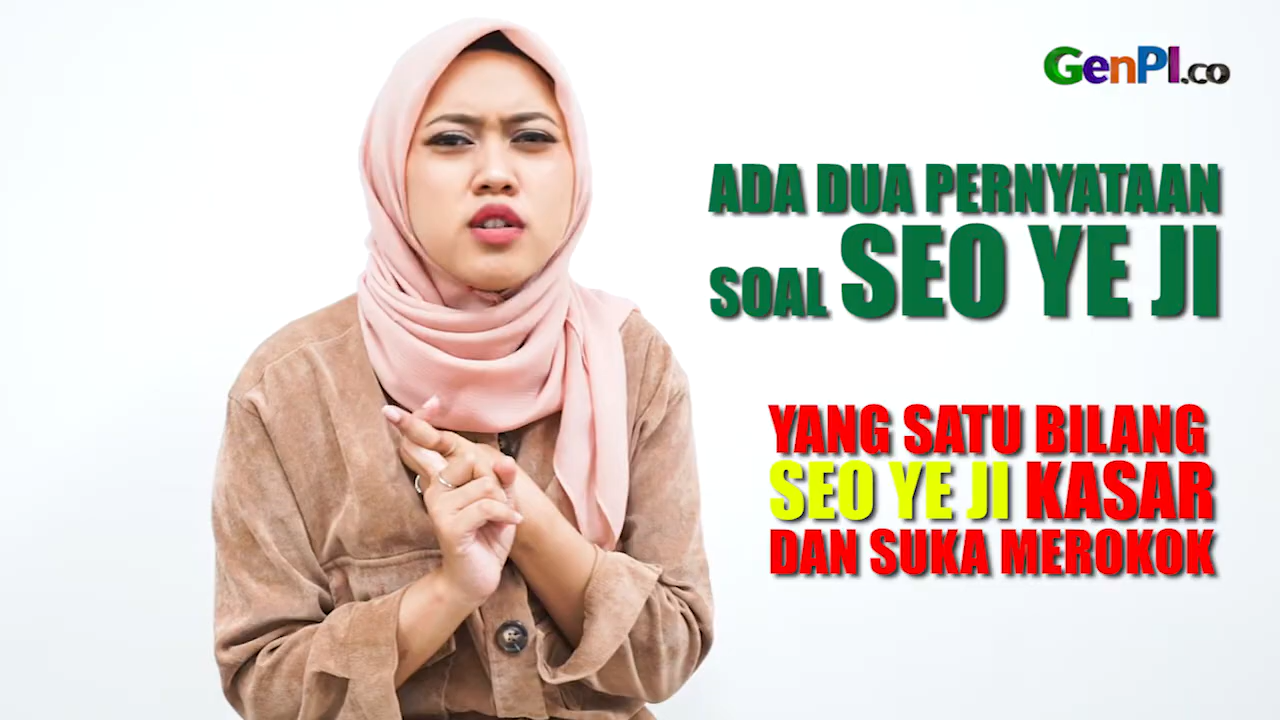 GenPI.co
ADA DUA PERNYATAAN
SOAL SEO YE JI
YANG SATU BILANG
SEO YE JI KASAR
DAN SUKA MEROKOK